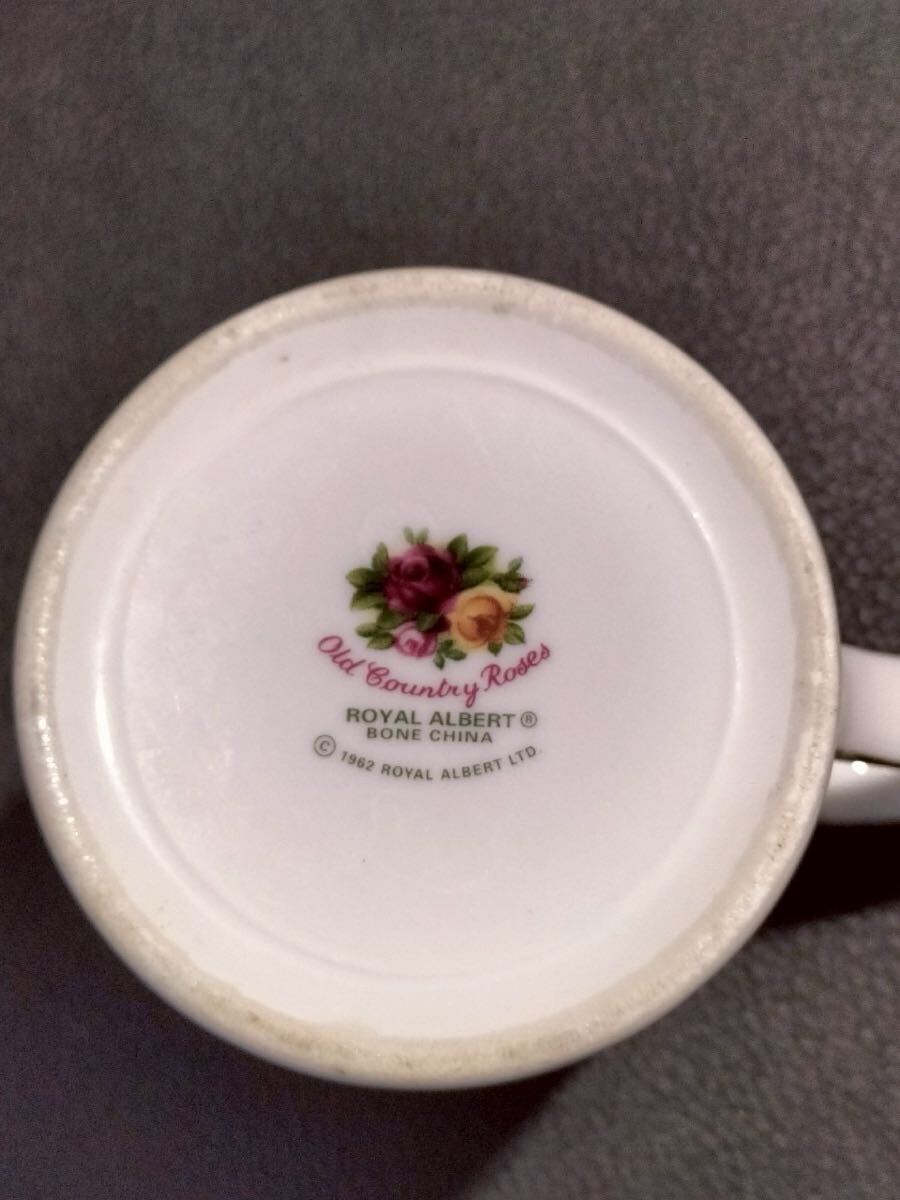 Old Country Roses
ROYAL ALBERT ®
BONE CHINA
© 1962 ROYAL ALBERT LTD.